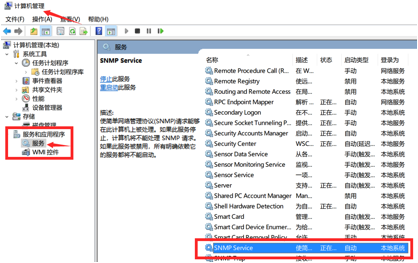 计算机管理
文件(F) 操作(A) 查看(V) 帮助(H)
计算机管理(本地)
系统工具
任务计划程序
任务计划程序库
事件查看器
共享文件夹
性能
设备管理器
存储
磁盘管理
服务和应用程序
服务
WMI 控件
服务
SNMP Service
停止此服务
重启动此服务
描述:
使简单网络管理协议(SNMP)请求能够
在此计算机上被处理。如果此服务停
止，计算机将不能处理 SNMP 请求。
如果此服务被禁用，所有明确依赖它
的服务都将不能启动。
名称 描述 状态 启动类型 登录为
Remote Procedure Call (R... 在 W... 手动 网络服务
Remote Registry 使远... 禁用 本地服务
Routing and Remote Access 在局... 禁用 本地系统
RPC Endpoint Mapper 解析 ... 正在... 自动 网络服务
Secondary Logon 在不... 正在... 手动 本地系统
Secure Socket Tunneling P... 提供... 正在... 手动 本地服务
Security Accounts Manager 启动... 正在... 自动 本地系统
Security Center WSC... 正在... 自动(延迟... 本地服务
Sensor Data Service 从各... 手动(触发... 本地系统
Sensor Monitoring Service 监视... 手动(触发... 本地服务
Sensor Service 一项... 手动(触发... 本地系统
Server 支持... 正在... 自动(触发... 本地系统
Shared PC Account Manager Man... 禁用 本地系统
Shell Hardware Detection 为自... 正在... 自动 本地系统
Smart Card 管理... 自动(触发... 本地服务
Smart Card Device Enumer... 为给... 手动(触发... 本地系统
Smart Card Removal Policy 允许... 手动 本地系统
SNMP Service 使简... 正在... 自动 本地系统
SNMP Trap 接收... 手动 本地服务